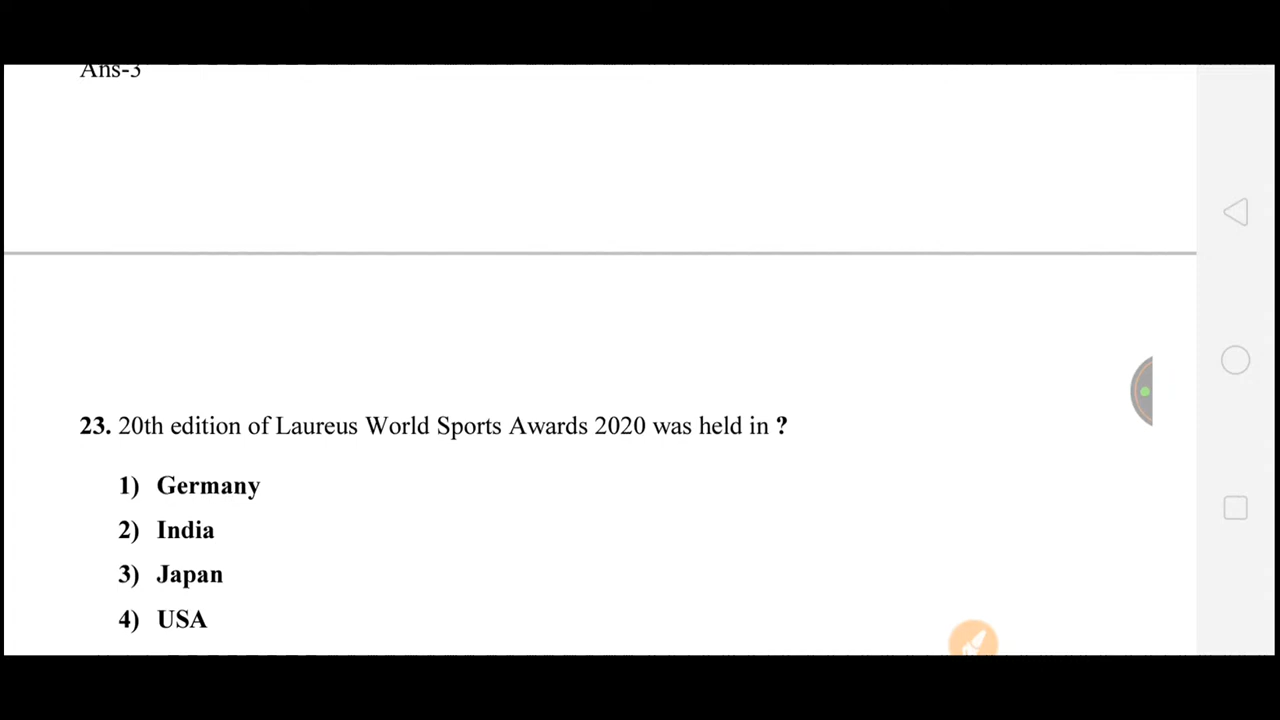 Ans-3
23. 20th edition of Laureus World Sports Awards 2020 was held in ?
1) Germany
2) India
3) Japan
4) USA